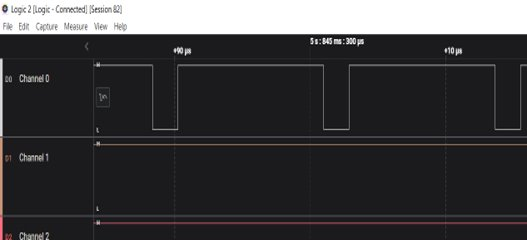 Logic 2 [Logic - Connected] [Session 82]
File Edit Capture Measure View Help
5 s : 845 ms : 300 µs
+90 µs +10 µs
D0 Channel 0
H
L
D1 Channel 1
H
L
D2 Channel 2
H